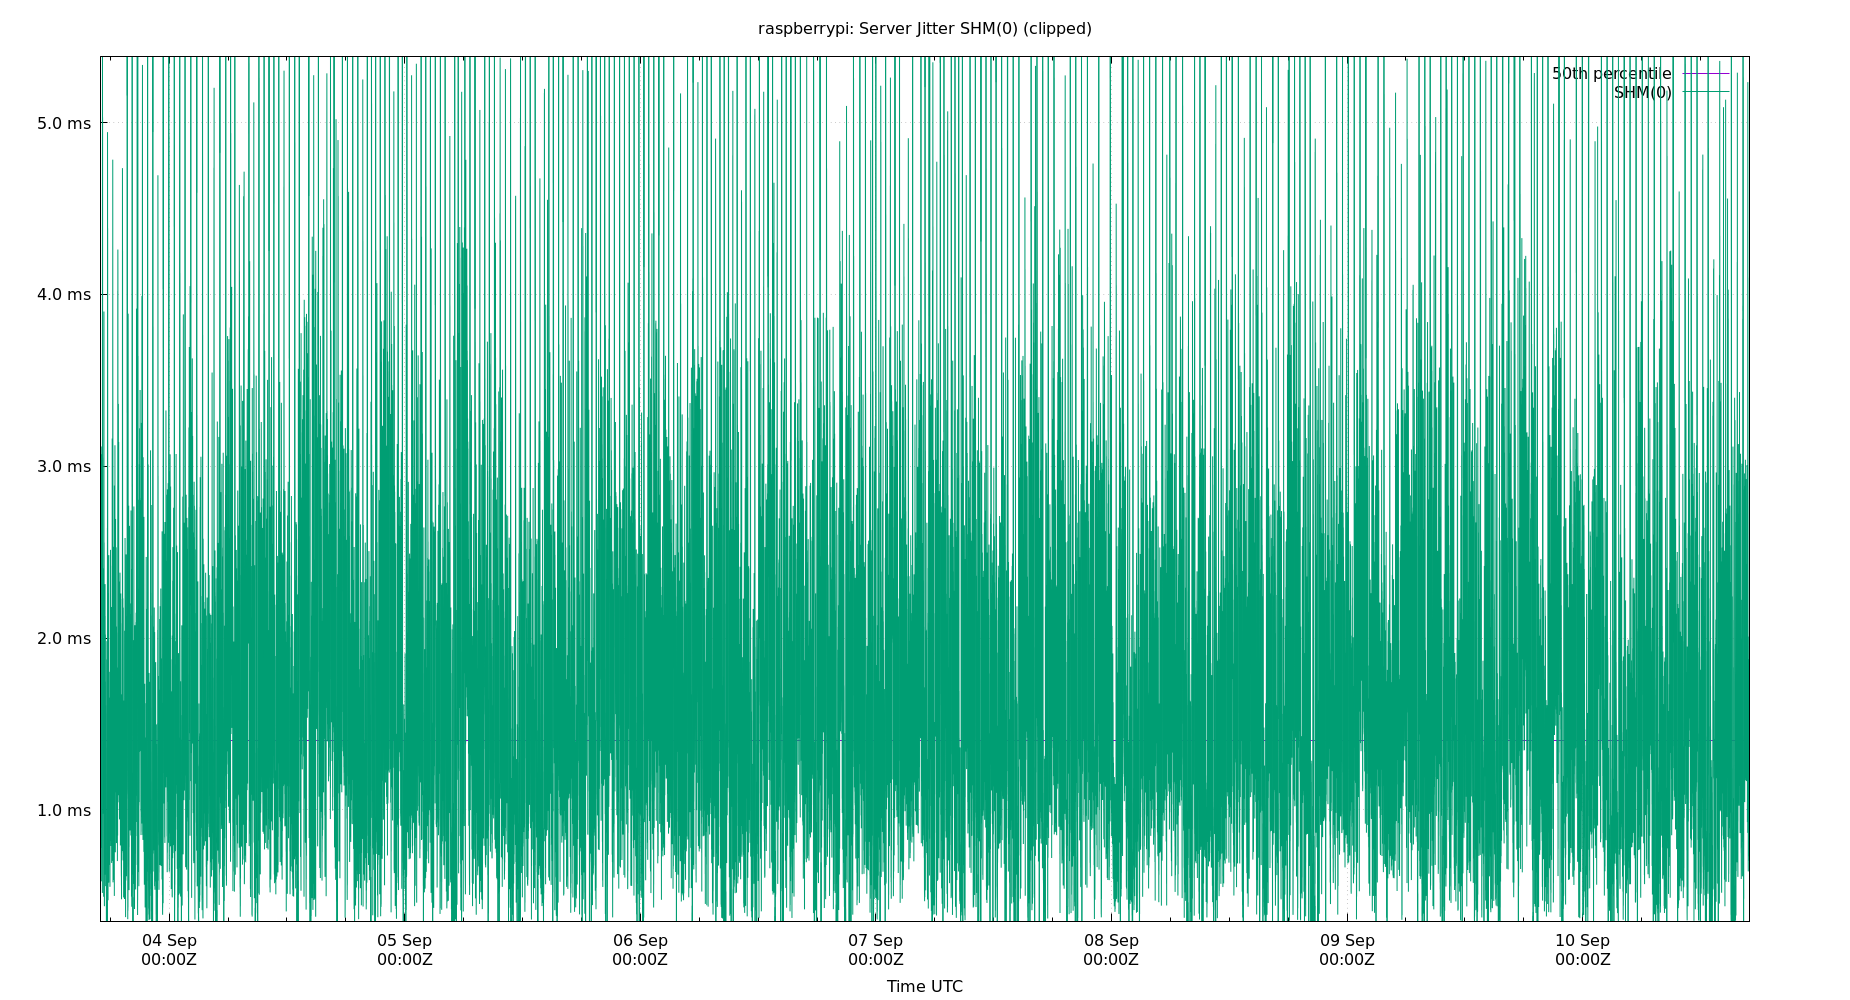 raspberrypi: Server Jitter SHM(0) (clipped)
50th percentile
SHM(0)
5.0 ms
4.0 ms
3.0 ms
2.0 ms
1.0 ms
04 Sep 05 Sep 06 Sep 07 Sep 08 Sep 09 Sep 10 Sep
00:00Z 00:00Z 00:00Z 00:00Z 00:00Z 00:00Z 00:00Z
Time UTC